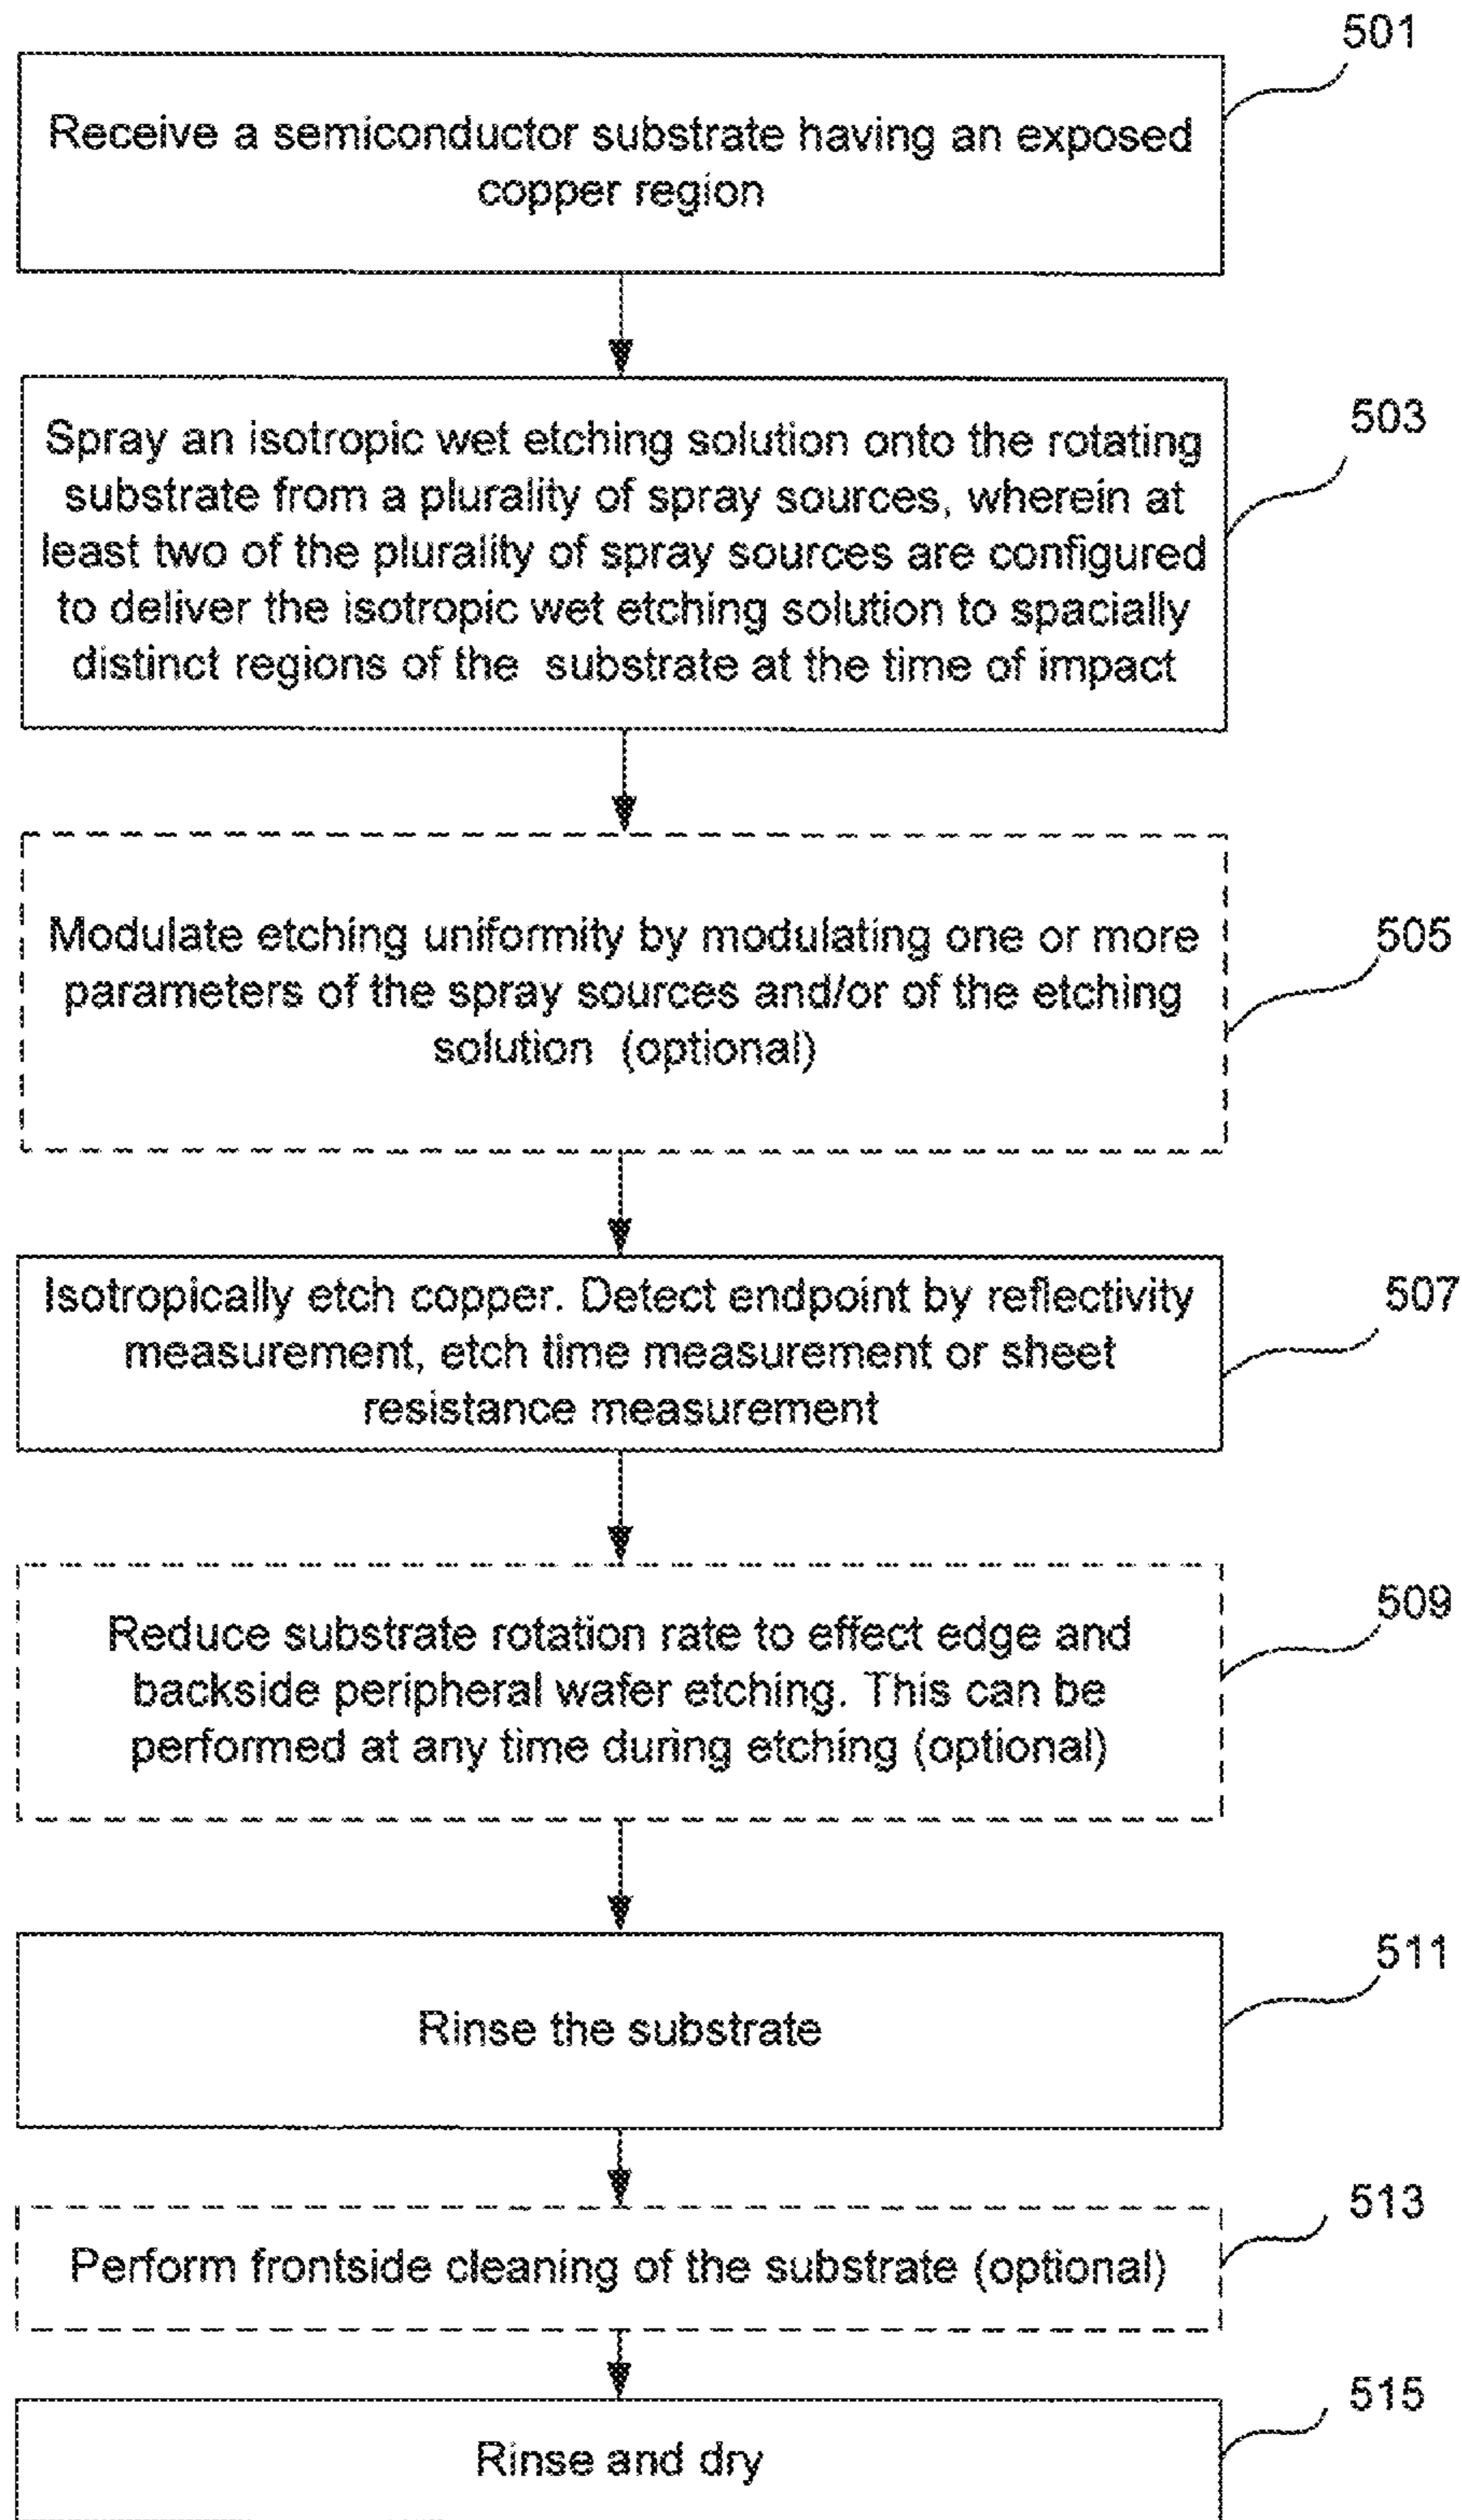 501
Receive a semiconductor substrate having an exposed
copper region
503
Spray an isotropic wet etching solution onto the rotating
substrate from a plurality of spray sources, wherein at
least two of the plurality of spray sources are configured
to deliver the isotropic wet etching solution to spacially
distinct regions of the substrate at the time of impact
505
Modulate etching uniformity by modulating one or more
parameters of the spray sources and/or of the etching
solution (optional)
507
Isotropically etch copper. Detect endpoint by reflectivity
measurement, etch time measurement or sheet
resistance measurement
509
Reduce substrate rotation rate to effect edge and
backside peripheral wafer etching. This can be
performed at any time during etching (optional)
511
Rinse the substrate
513
Perform frontside cleaning of the substrate (optional)
515
Rinse and dry